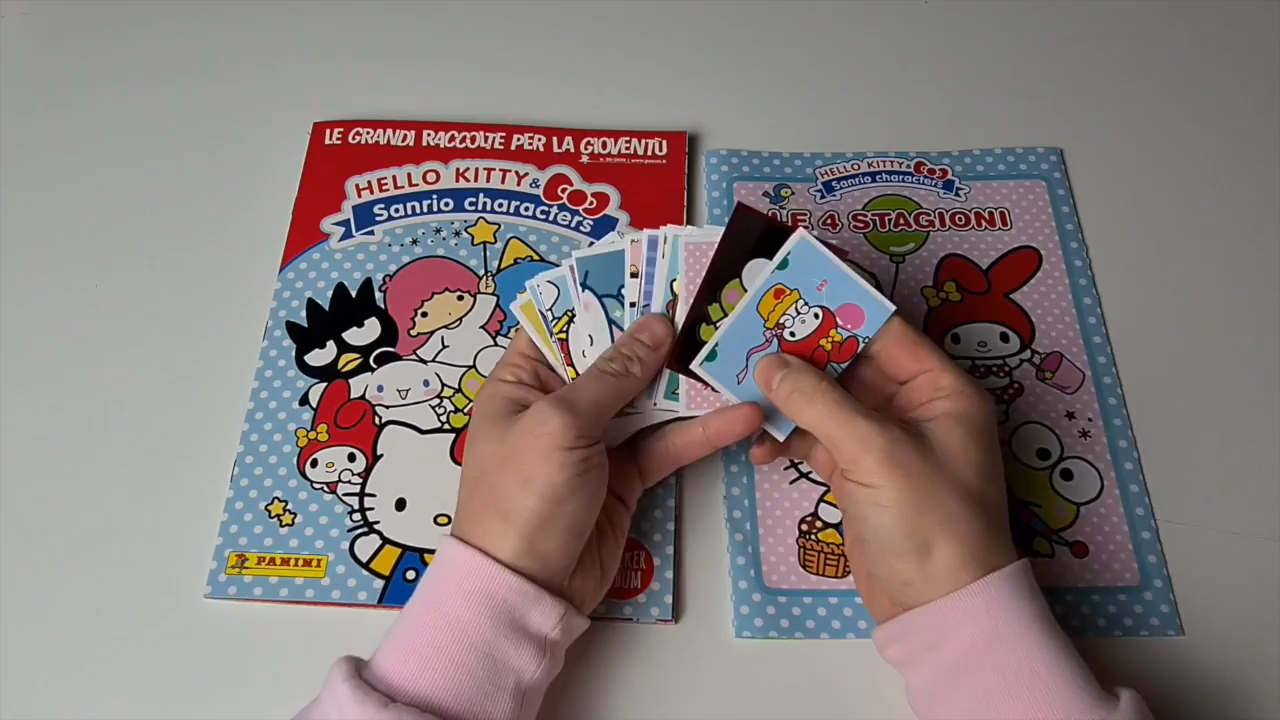 LE GRANDI RACCOLTE PER LA GIOVENTÙ
HELLO KITTY &
Sanrio characters
PANINI
HELLO KITTY &
Sanrio characters
LE 4 STAGIONI